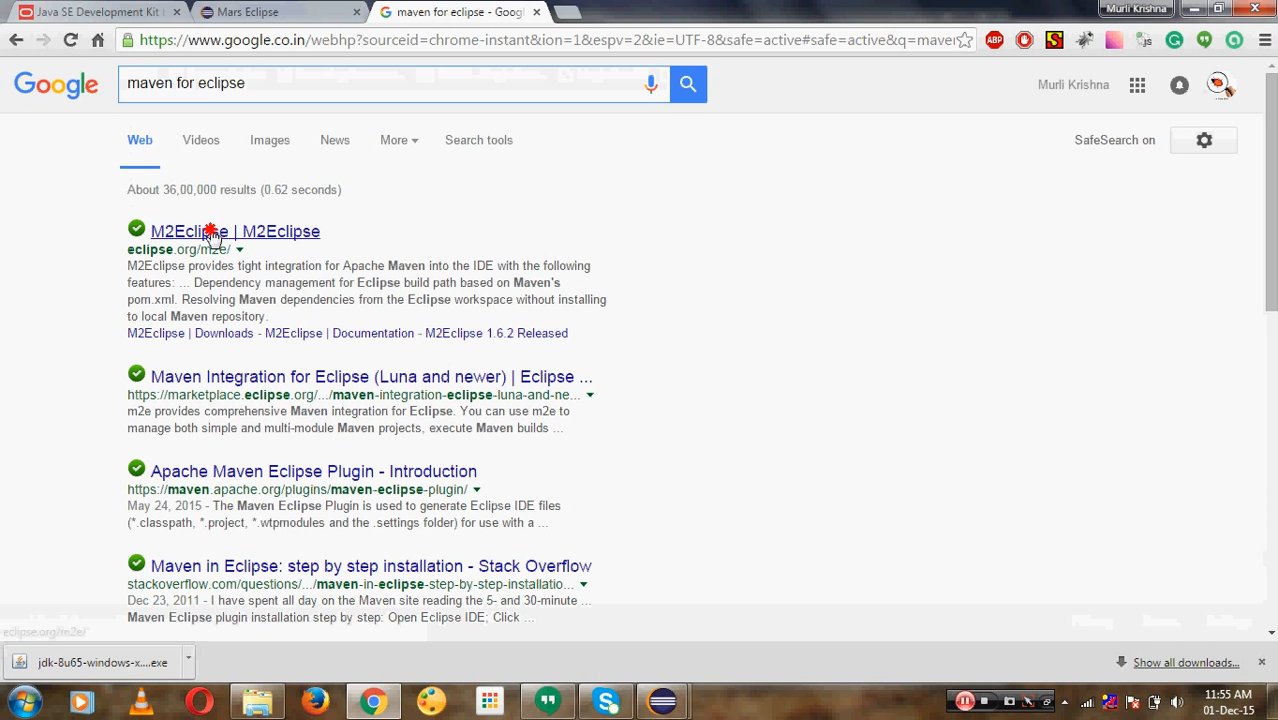 Java SE Development Kit
Mars Eclipse
maven for eclipse - Goog
Murli Krishna
https://www.google.co.in/webhp?sourceid=chrome-instant&ion=1&espv=2&ie=UTF-8&safe=active#safe=active&q=mave
ABP
Google
maven for eclipse
Murli Krishna
Web
Videos
Images
News
More
Search tools
SafeSearch on
About 36,00,000 results (0.62 seconds)
M2Eclipse | M2Eclipse
eclipse.org/m2e/
M2Eclipse provides tight integration for Apache Maven into the IDE with the following
features: ... Dependency management for Eclipse build path based on Maven's
pom.xml. Resolving Maven dependencies from the Eclipse workspace without installing
to local Maven repository.
M2Eclipse | Downloads - M2Eclipse | Documentation - M2Eclipse 1.6.2 Released
Maven Integration for Eclipse (Luna and newer) | Eclipse ...
https://marketplace.eclipse.org/.../maven-integration-eclipse-luna-and-ne...
m2e provides comprehensive Maven integration for Eclipse. You can use m2e to
manage both simple and multi-module Maven projects, execute Maven builds ...
Apache Maven Eclipse Plugin - Introduction
https://maven.apache.org/plugins/maven-eclipse-plugin/
May 24, 2015 - The Maven Eclipse Plugin is used to generate Eclipse IDE files
(*.classpath, *.project, *.wtpmodules and the .settings folder) for use with a ...
Maven in Eclipse: step by step installation - Stack Overflow
stackoverflow.com/questions/.../maven-in-eclipse-step-by-step-installatio...
Dec 23, 2011 - I have spent all day on the Maven site reading the 5- and 30-minute ...
Maven Eclipse plugin installation step by step: Open Eclipse IDE; Click ...
eclipse.org/m2e/
jdk-8u65-windows-x....exe
Show all downloads...
11:55 AM
01-Dec-15